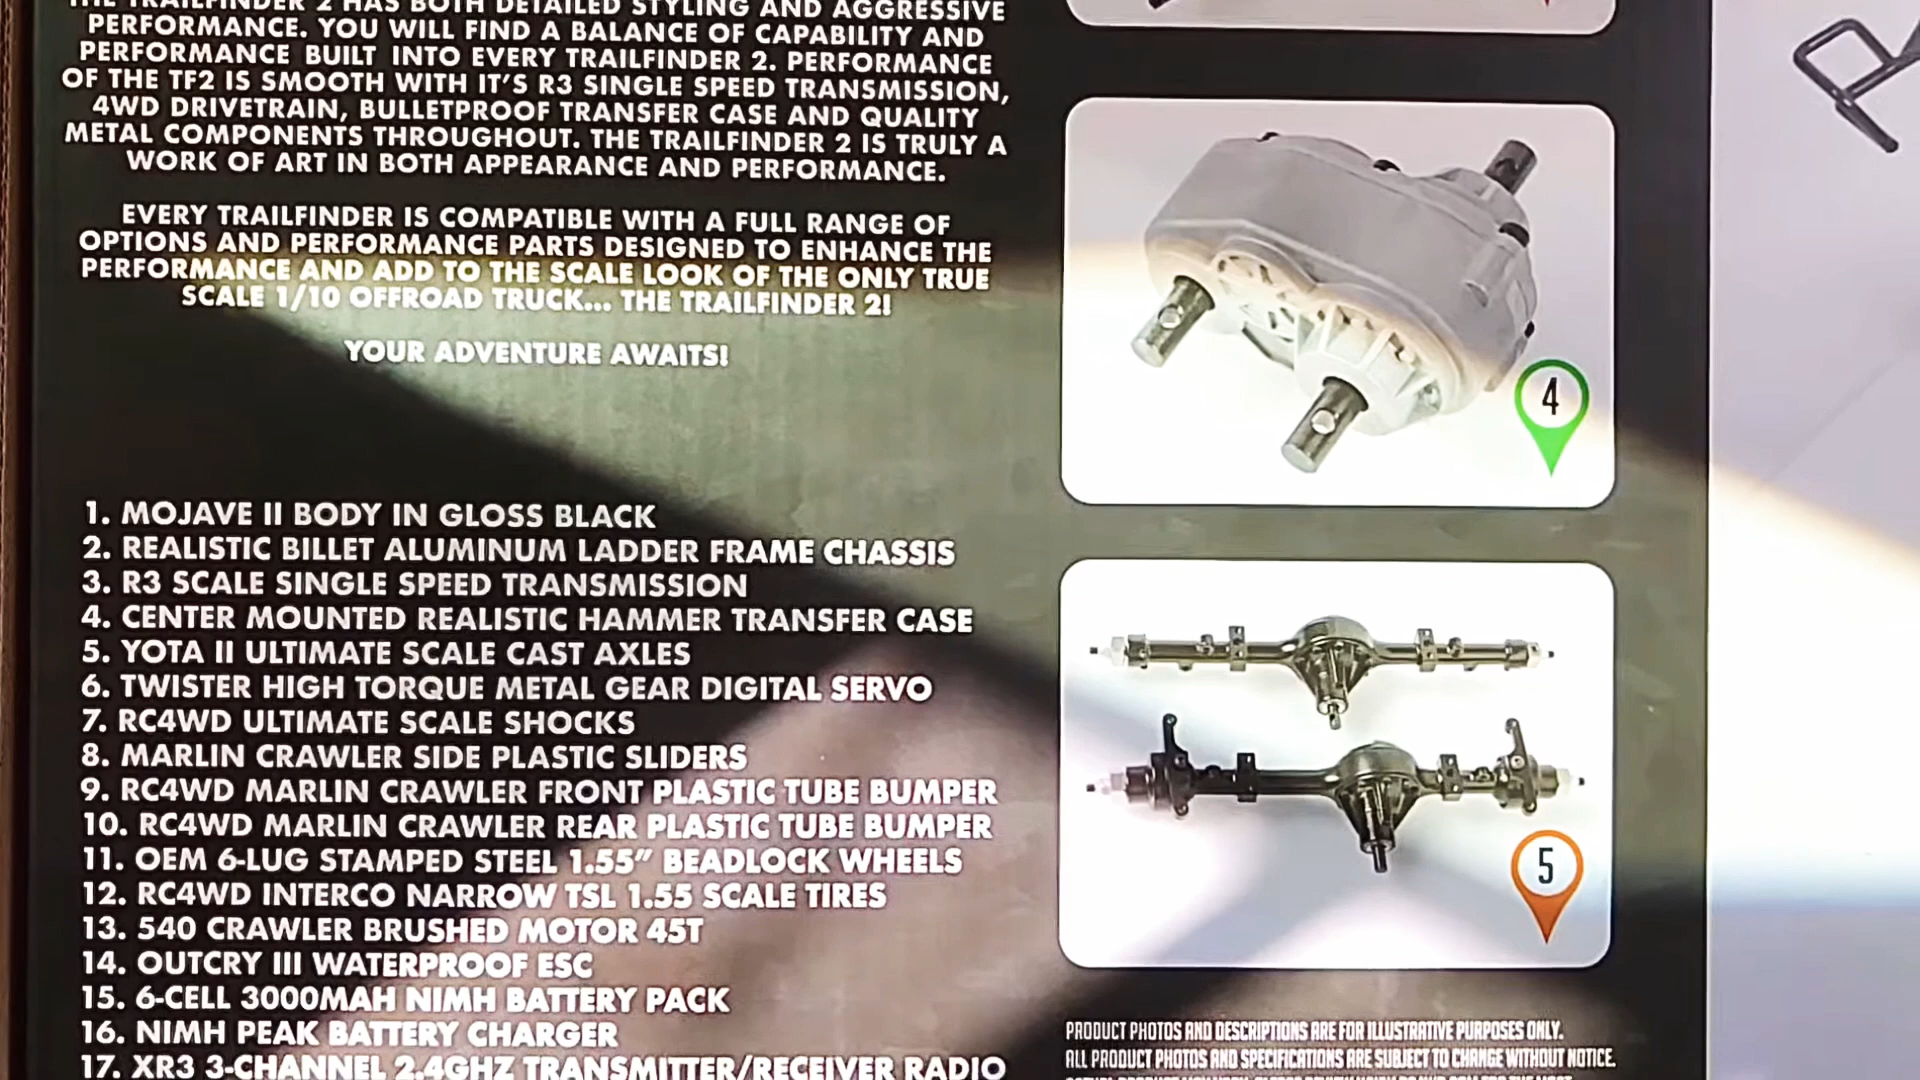 THE TRAILFINDER 2 HAS BOTH DETAILED STYLING AND AGGRESSIVE
PERFORMANCE. YOU WILL FIND A BALANCE OF CAPABILITY AND
PERFORMANCE BUILT INTO EVERY TRAILFINDER 2. PERFORMANCE
OF THE TF2 IS SMOOTH WITH IT'S R3 SINGLE SPEED TRANSMISSION,
4WD DRIVETRAIN, BULLETPROOF TRANSFER CASE AND QUALITY
METAL COMPONENTS THROUGHOUT. THE TRAILFINDER 2 IS TRULY A
WORK OF ART IN BOTH APPEARANCE AND PERFORMANCE.
EVERY TRAILFINDER IS COMPATIBLE WITH A FULL RANGE OF
OPTIONS AND PERFORMANCE PARTS DESIGNED TO ENHANCE THE
PERFORMANCE AND ADD TO THE SCALE LOOK OF THE ONLY TRUE
SCALE 1/10 OFFROAD TRUCK... THE TRAILFINDER 2!
YOUR ADVENTURE AWAITS!
1. MOJAVE II BODY IN GLOSS BLACK
2. REALISTIC BILLET ALUMINUM LADDER FRAME CHASSIS
3. R3 SCALE SINGLE SPEED TRANSMISSION
4. CENTER MOUNTED REALISTIC HAMMER TRANSFER CASE
5. YOTA II ULTIMATE SCALE CAST AXLES
6. TWISTER HIGH TORQUE METAL GEAR DIGITAL SERVO
7. RC4WD ULTIMATE SCALE SHOCKS
8. MARLIN CRAWLER SIDE PLASTIC SLIDERS
9. RC4WD MARLIN CRAWLER FRONT PLASTIC TUBE BUMPER
10. RC4WD MARLIN CRAWLER REAR PLASTIC TUBE BUMPER
11. OEM 6-LUG STAMPED STEEL 1.55" BEADLOCK WHEELS
12. RC4WD INTERCO NARROW TSL 1.55 SCALE TIRES
13. 540 CRAWLER BRUSHED MOTOR 45T
14. OUTCRY III WATERPROOF ESC
15. 6-CELL 3000MAH NIMH BATTERY PACK
16. NIMH PEAK BATTERY CHARGER
17. XR3 3-CHANNEL 2.4GHZ TRANSMITTER/RECEIVER RADIO
4
5
PRODUCT PHOTOS AND DESCRIPTIONS ARE FOR ILLUSTRATIVE PURPOSES ONLY.
ALL PRODUCT PHOTOS AND SPECIFICATIONS ARE SUBJECT TO CHANGE WITHOUT NOTICE.